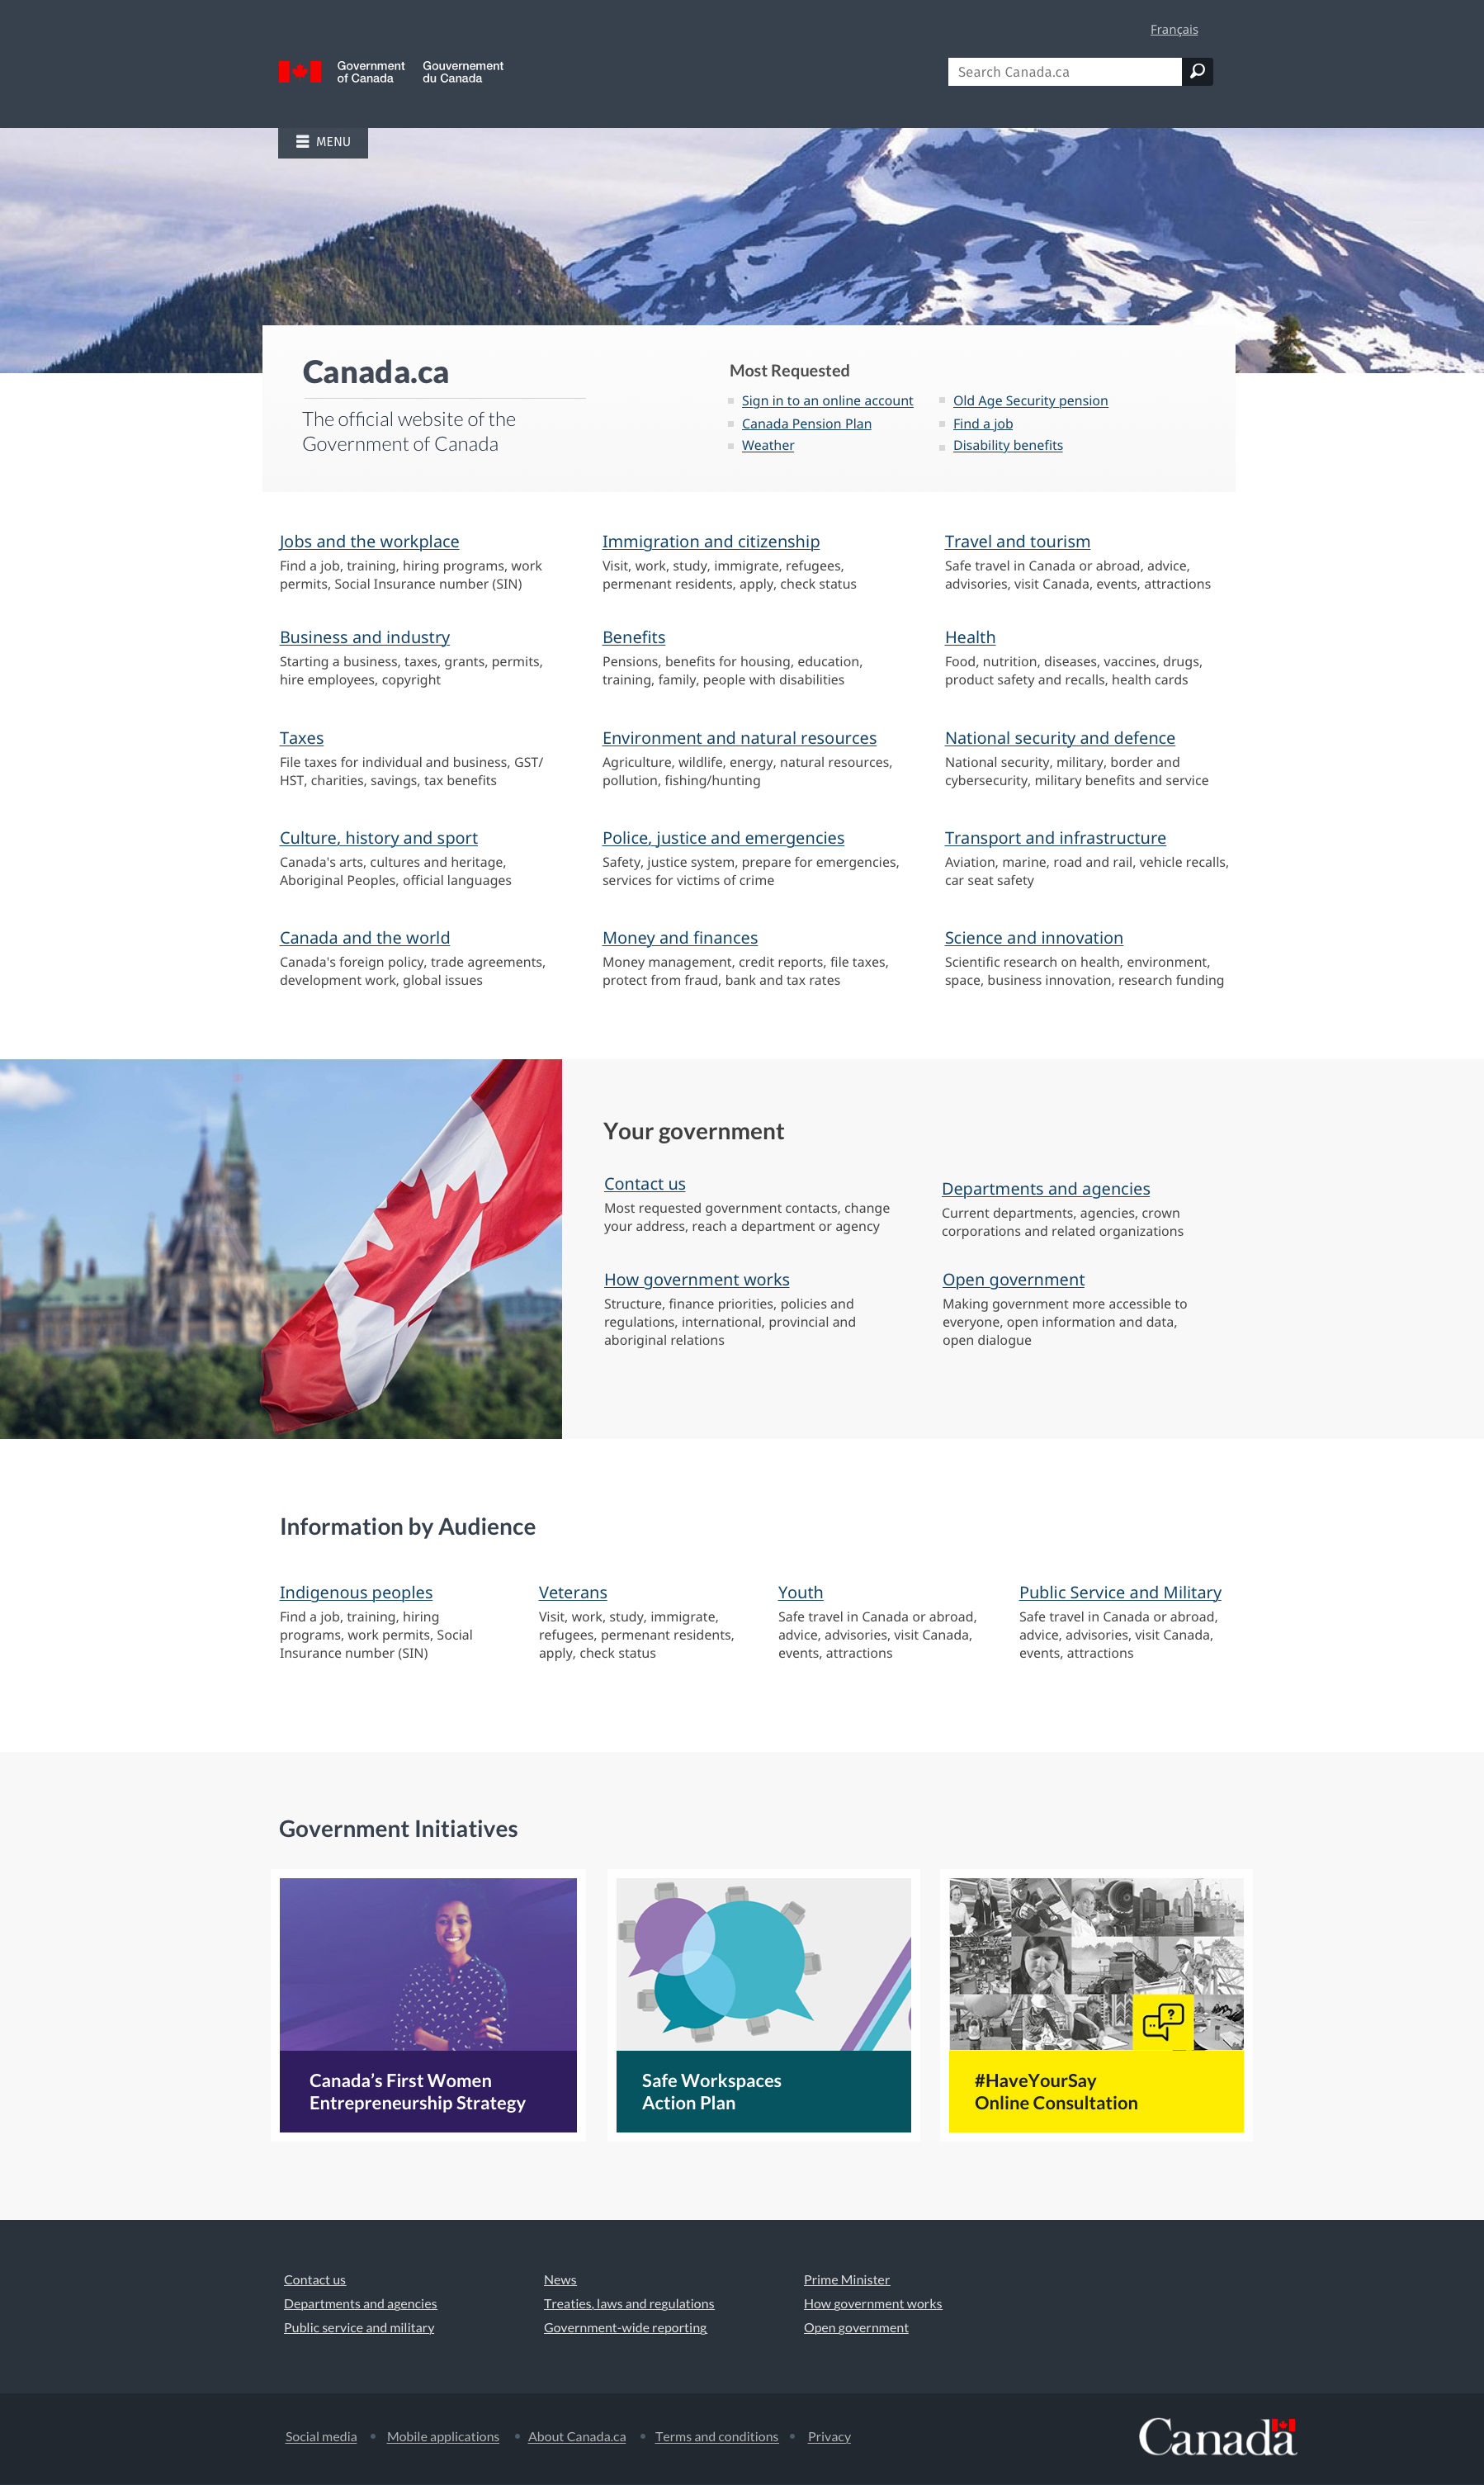 Français
Government
of Canada
Gouvernement
du Canada
Search Canada.ca
MENU
Canada.ca
The official website of the
Government of Canada
Most Requested
Sign in to an online account
Canada Pension Plan
Weather
Old Age Security pension
Find a job
Disability benefits
Jobs and the workplace
Find a job, training, hiring programs, work
permits, Social Insurance number (SIN)
Immigration and citizenship
Visit, work, study, immigrate, refugees,
permenant residents, apply, check status
Travel and tourism
Safe travel in Canada or abroad, advice,
advisories, visit Canada, events, attractions
Business and industry
Starting a business, taxes, grants, permits,
hire employees, copyright
Benefits
Pensions, benefits for housing, education,
training, family, people with disabilities
Health
Food, nutrition, diseases, vaccines, drugs,
product safety and recalls, health cards
Taxes
File taxes for individual and business, GST/
HST, charities, savings, tax benefits
Environment and natural resources
Agriculture, wildlife, energy, natural resources,
pollution, fishing/hunting
National security and defence
National security, military, border and
cybersecurity, military benefits and service
Culture, history and sport
Canada's arts, cultures and heritage,
Aboriginal Peoples, official languages
Police, justice and emergencies
Safety, justice system, prepare for emergencies,
services for victims of crime
Transport and infrastructure
Aviation, marine, road and rail, vehicle recalls,
car seat safety
Canada and the world
Canada's foreign policy, trade agreements,
development work, global issues
Money and finances
Money management, credit reports, file taxes,
protect from fraud, bank and tax rates
Science and innovation
Scientific research on health, environment,
space, business innovation, research funding
Your government
Contact us
Most requested government contacts, change
your address, reach a department or agency
Departments and agencies
Current departments, agencies, crown
corporations and related organizations
How government works
Structure, finance priorities, policies and
regulations, international, provincial and
aboriginal relations
Open government
Making government more accessible to
everyone, open information and data,
open dialogue
Information by Audience
Indigenous peoples
Find a job, training, hiring
programs, work permits, Social
Insurance number (SIN)
Veterans
Visit, work, study, immigrate,
refugees, permenant residents,
apply, check status
Youth
Safe travel in Canada or abroad,
advice, advisories, visit Canada,
events, attractions
Public Service and Military
Safe travel in Canada or abroad,
advice, advisories, visit Canada,
events, attractions
Government Initiatives
Canada’s First Women
Entrepreneurship Strategy
Safe Workspaces
Action Plan
?
#HaveYourSay
Online Consultation
Contact us
Departments and agencies
Public service and military
News
Treaties, laws and regulations
Government-wide reporting
Prime Minister
How government works
Open government
Social media • Mobile applications • About Canada.ca • Terms and conditions • Privacy
Canada